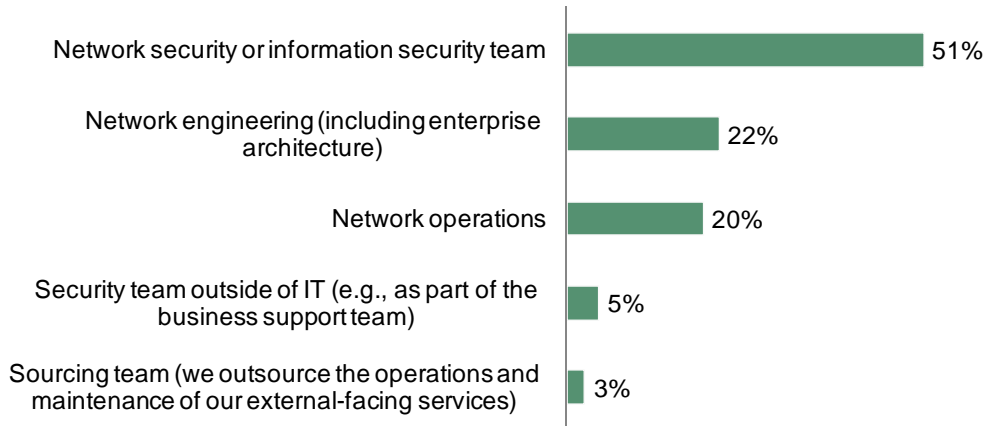 Network security or information security team
51%
Network engineering (including enterprise
architecture)
22%
Network operations
20%
Security team outside of IT (e.g., as part of the
business support team)
5%
Sourcing team (we outsource the operations and
maintenance of our external-facing services)
3%